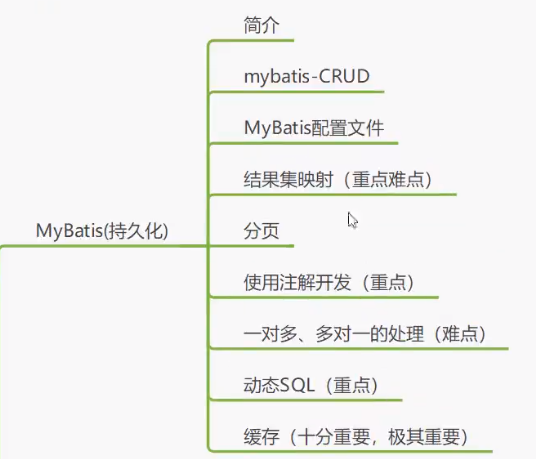 简介
mybatis-CRUD
MyBatis配置文件
结果集映射（重点难点）
MyBatis(持久化)
分页
使用注解开发（重点）
一对多、多对一的处理（难点）
动态SQL（重点）
缓存（十分重要，极其重要）